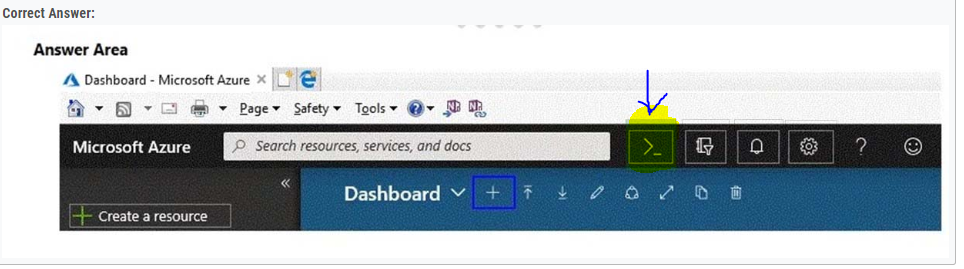 Correct Answer:
Answer Area
Dashboard - Microsoft Azure
Page Safety Tools
Microsoft Azure Search resources, services, and docs
Dashboard
Create a resource